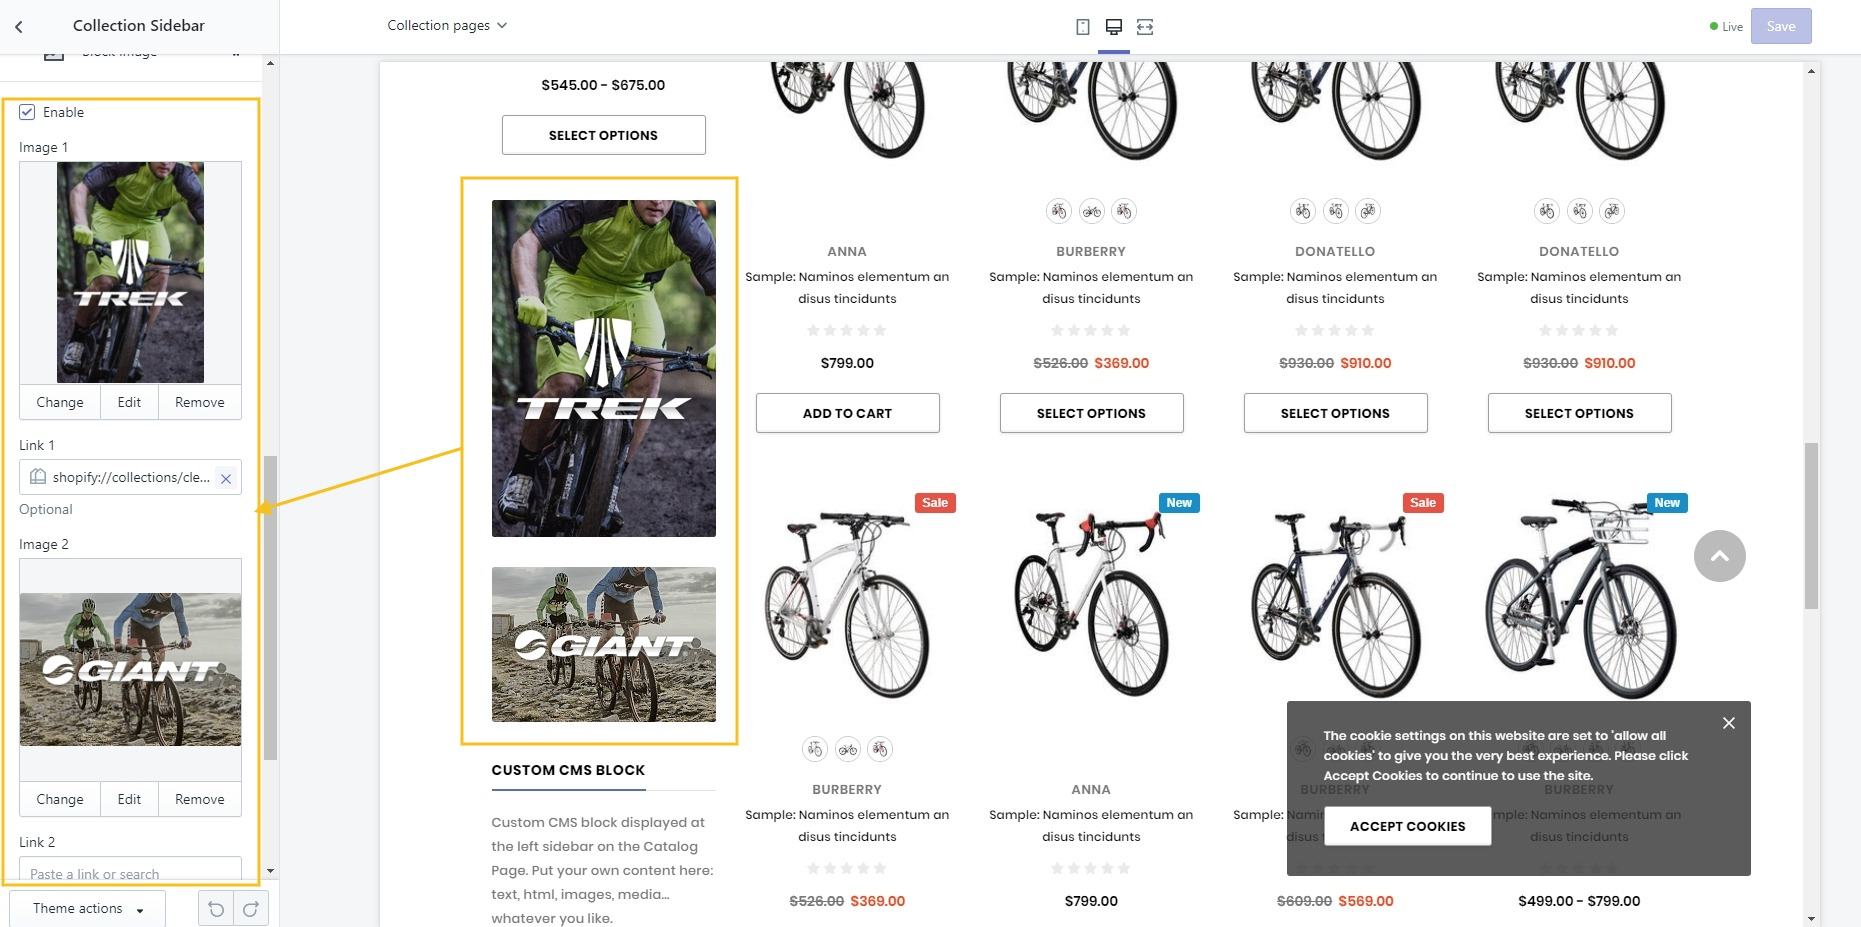 Collection Sidebar
Collection pages
Live
Save
Block Image
Enable
Image 1
TREK
Change
Edit
Remove
Link 1
shopify://collections/cle...
Optional
Image 2
GIANT
Change
Edit
Remove
Link 2
Paste a link or search
Theme actions
$545.00 - $675.00
SELECT OPTIONS
TREK
GIANT
CUSTOM CMS BLOCK
Custom CMS block displayed at
the left sidebar on the Catalog
Page. Put your own content here:
text, html, images, media...
whatever you like.
ANNA
Sample: Naminos elementum an
disus tincidunts
$799.00
ADD TO CART
BURBERRY
Sample: Naminos elementum an
disus tincidunts
$526.00 $369.00
SELECT OPTIONS
DONATELLO
Sample: Naminos elementum an
disus tincidunts
$930.00 $910.00
SELECT OPTIONS
DONATELLO
Sample: Naminos elementum an
disus tincidunts
$930.00 $910.00
SELECT OPTIONS
Sale
BURBERRY
Sample: Naminos elementum an
disus tincidunts
$526.00 $369.00
New
ANNA
Sample: Naminos elementum an
disus tincidunts
$799.00
Sale
BURBERRY
Sample:
$609.00 $569.00
New
BURBERRY
Naminos elementum an
disus tincidunts
$499.00 - $799.00
The cookie settings on this website are set to 'allow all
cookies' to give you the very best experience. Please click
Accept Cookies to continue to use the site.
ACCEPT COOKIES